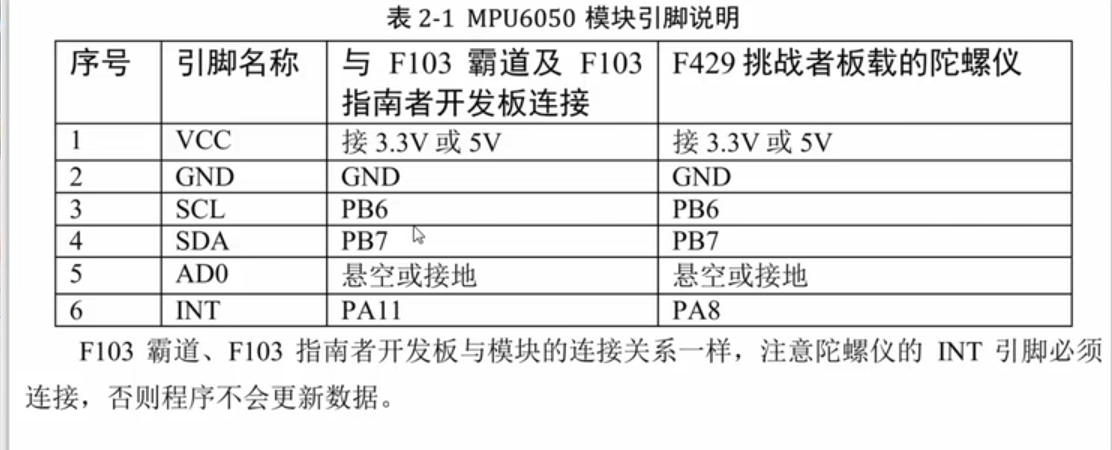 表 2-1 MPU6050 模块引脚说明
序号 引脚名称 与 F103 霸道及 F103 F429 挑战者板载的陀螺仪
指南者开发板连接
1 VCC 接 3.3V 或 5V 接 3.3V 或 5V
2 GND GND GND
3 SCL PB6 PB6
4 SDA PB7 PB7
5 AD0 悬空或接地 悬空或接地
6 INT PA11 PA8
F103 霸道、F103 指南者开发板与模块的连接关系一样，注意陀螺仪的 INT 引脚必须
连接，否则程序不会更新数据。